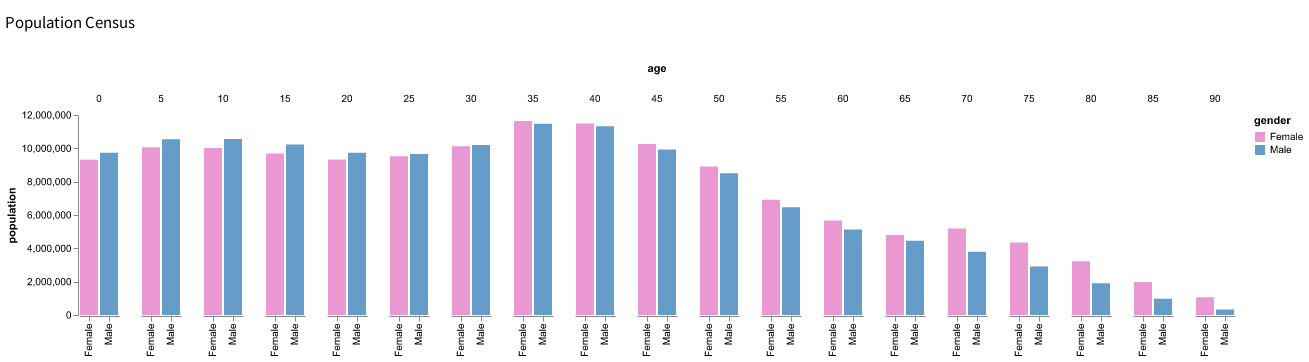 Population Census
age
0 5 10 15 20 25 30 35 40 45 50 55 60 65 70 75 80 85 90
12,000,000
10,000,000
8,000,000
6,000,000
4,000,000
2,000,000
0
population
gender
Female
Male
Female Male Female Male Female Male Female Male Female Male Female Male Female Male Female Male Female Male Female Male Female Male Female Male Female Male Female Male Female Male Female Male Female Male Female Male Female Male